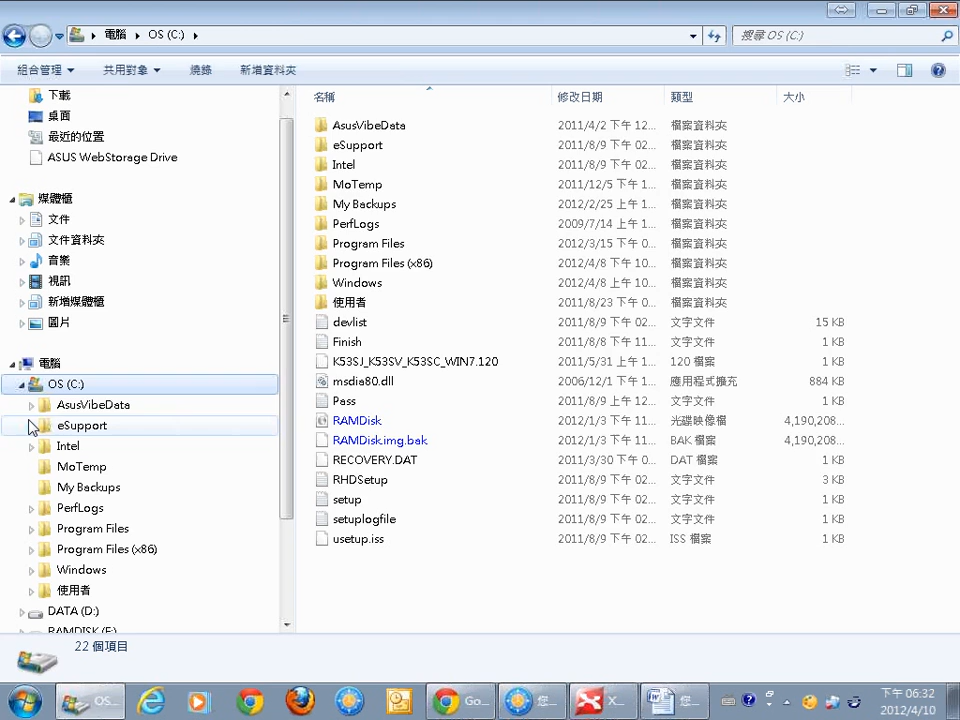 電腦 OS (C:) 搜尋 OS (C:)
組合管理 共用對象 燒錄 新增資料夾
下載
桌面
最近的位置
ASUS WebStorage Drive
媒體櫃
文件
文件資料夾
音樂
視訊
新增媒體櫃
圖片
電腦
OS (C:)
AsusVibeData
eSupport
Intel
MoTemp
My Backups
PerfLogs
Program Files
Program Files (x86)
Windows
使用者
DATA (D:)
RAMDISK (E:)
名稱 修改日期 類型 大小
AsusVibeData 2011/4/2 下午 12... 檔案資料夾
eSupport 2011/8/9 下午 02... 檔案資料夾
Intel 2011/8/9 下午 02... 檔案資料夾
MoTemp 2011/12/5 下午 1... 檔案資料夾
My Backups 2012/2/25 上午 1... 檔案資料夾
PerfLogs 2009/7/14 上午 1... 檔案資料夾
Program Files 2012/3/15 下午 0... 檔案資料夾
Program Files (x86) 2012/4/8 下午 10... 檔案資料夾
Windows 2012/4/8 上午 10... 檔案資料夾
使用者 2011/8/23 下午 0... 檔案資料夾
devlist 2011/8/9 下午 02... 文字文件 15 KB
Finish 2011/8/8 下午 11... 文字文件 1 KB
K53SJ_K53SV_K53SC_WIN7.120 2011/5/31 上午 1... 120 檔案 1 KB
msdia80.dll 2006/12/1 下午 1... 應用程式擴充 884 KB
Pass 2011/8/9 上午 12... 文字文件 1 KB
RAMDisk 2012/1/3 下午 11... 光碟映像檔 4,190,208...
RAMDisk.img.bak 2012/1/3 下午 11... BAK 檔案 4,190,208...
RECOVERY.DAT 2011/3/30 下午 0... DAT 檔案 1 KB
RHDSetup 2011/8/9 下午 02... 文字文件 3 KB
setup 2011/8/9 下午 02... 文字文件 1 KB
setuplogfile 2011/8/9 下午 02... 文字文件 1 KB
usetup.iss 2011/8/9 下午 02... ISS 檔案 1 KB
22 個項目
OS... Go... 您... X... 您...
下午 06:32
2012/4/10